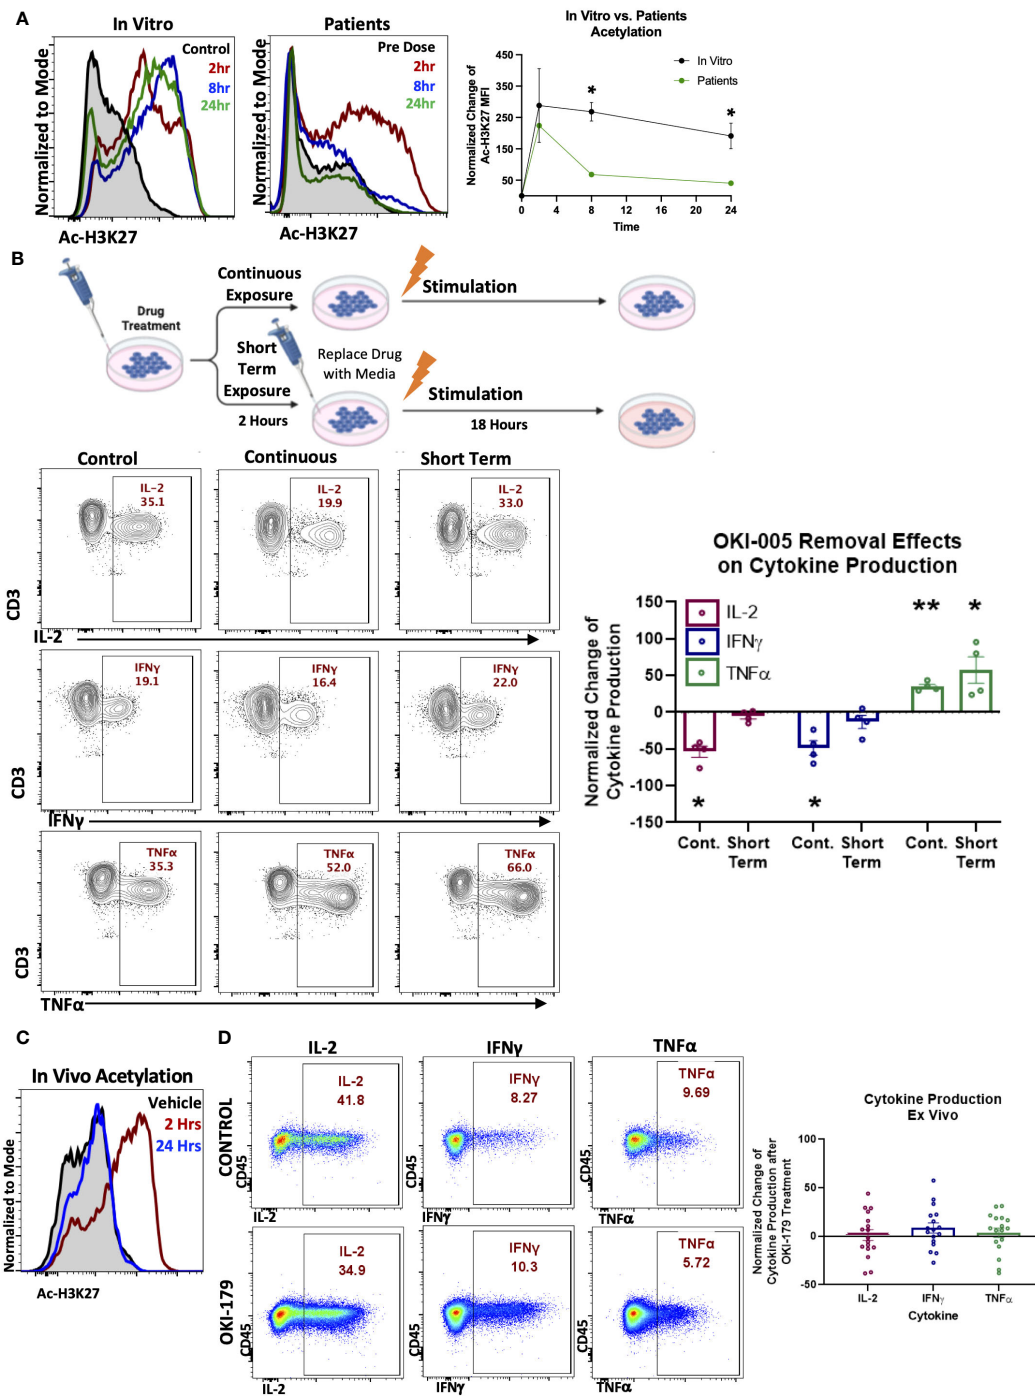 A
In Vitro
Normalized to Mode
Control
2hr
8hr
24hr
Ac-H3K27
Patients
Normalized to Mode
Pre Dose
2hr
8hr
24hr
Ac-H3K27
In Vitro vs. Patients
Acetylation
Normalized Change of
Ac-H3K27 MFI
450
350
250
150
50
In Vitro
Patients
*
*
0 4 8 12 16 20 24
Time
B
Drug
Treatment
Continuous
Exposure
Stimulation
Short
Term
Exposure
2 Hours
Replace Drug
with Media
Stimulation
18 Hours
Control
Continuous
Short Term
IL-2
35.1
IL-2
19.9
IL-2
33.0
CD3
IL-2
IFNγ
19.1
IFNγ
16.4
IFNγ
22.0
CD3
IFNγ
TNFα
35.3
TNFα
52.0
TNFα
66.0
CD3
TNFα
OKI-005 Removal Effects
on Cytokine Production
Normalized Change of
Cytokine Production
150
100
50
0
-50
-100
-150
IL-2
IFNγ
TNFα
** *
* *
Cont. Short Term
Cont. Short Term
Cont. Short Term
C
In Vivo Acetylation
Normalized to Mode
Vehicle
2 Hrs
24 Hrs
Ac-H3K27
D
IL-2
IFNγ
TNFα
CONTROL
IL-2
41.8
CD45
IL-2
IFNγ
8.27
CD45
IFNγ
TNFα
9.69
CD45
TNFα
OKI-179
IL-2
34.9
CD45
IL-2
IFNγ
10.3
CD45
IFNγ
TNFα
5.72
CD45
TNFα
Cytokine Production
Ex Vivo
Normalized Change of
Cytokine Production after
OKI-179 Treatment
100
50
0
-50
IL-2 IFNγ TNFα
Cytokine